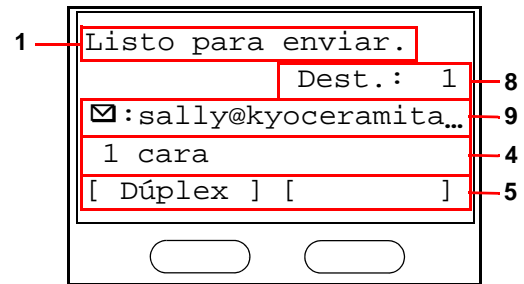 1 Listo para enviar.
Dest.: 1 8
✉:sally@kyoceramita… 9
1 cara 4
[ Dúplex ] [ ] 5